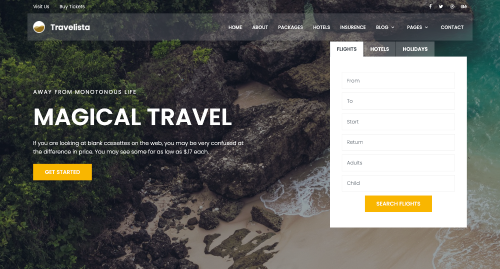 Visit Us Buy Tickets
Travelista
HOME ABOUT PACKAGES HOTELS INSURENCE BLOG PAGES CONTACT
FLIGHTS HOTELS HOLIDAYS
AWAY FROM MONOTONOUS LIFE
MAGICAL TRAVEL
If you are looking at blank cassettes on the web, you may be very confused at
the difference in price. You may see some for as low as $.17 each.
GET STARTED
From
To
Start
Return
Adults
Child
SEARCH FLIGHTS